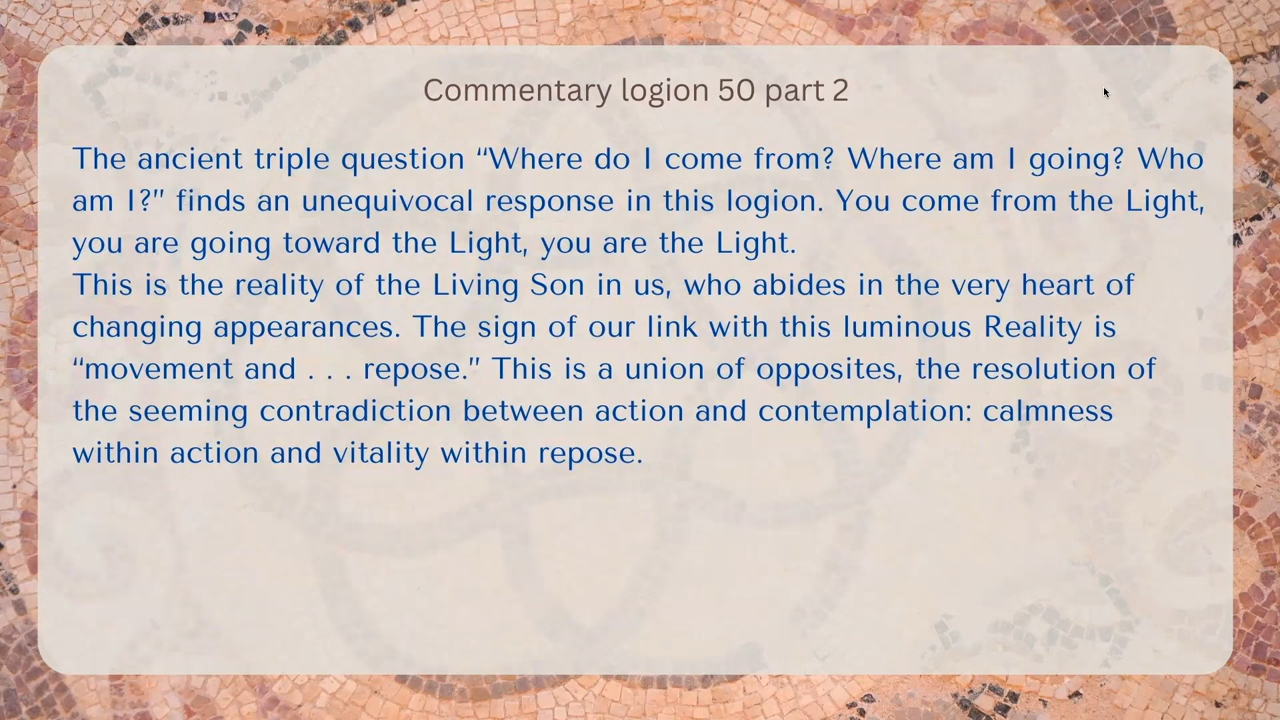 Commentary logion 50 part 2
The ancient triple question “Where do I come from? Where am I going? Who
am I?” finds an unequivocal response in this logion. You come from the Light,
you are going toward the Light, you are the Light.
This is the reality of the Living Son in us, who abides in the very heart of
changing appearances. The sign of our link with this luminous Reality is
“movement and . . . repose.” This is a union of opposites, the resolution of
the seeming contradiction between action and contemplation: calmness
within action and vitality within repose.